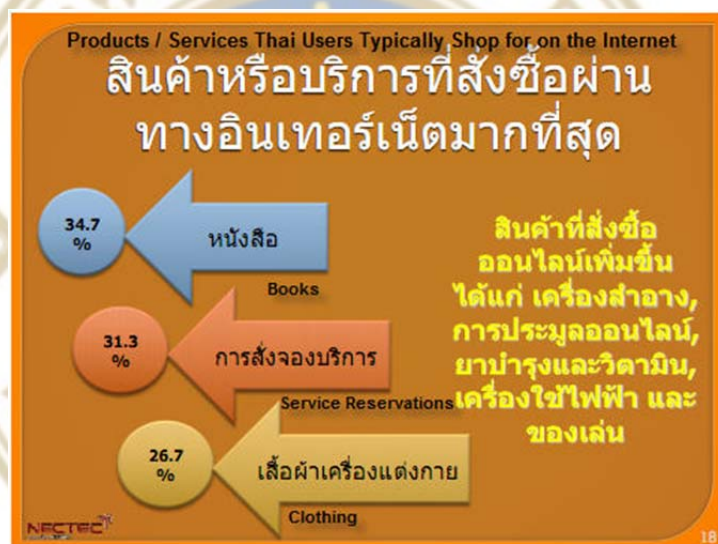 Products / Services Thai Users Typically Shop for on the Internet
สินค้าหรือบริการที่สั่งซื้อผ่าน
ทางอินเทอร์เน็ตมากที่สุด
34.7
%
หนังสือ
Books
31.3
%
การสั่งจองบริการ
Service Reservations
26.7
%
เสื้อผ้าเครื่องแต่งกาย
Clothing
สินค้าที่สั่งซื้อ
ออนไลน์เพิ่มขึ้น
ได้แก่ เครื่องสำอาง,
การประมูลออนไลน์,
ยาบำรุงและวิตามิน,
เครื่องใช้ไฟฟ้า และ
ของเล่น
NECTEC
18